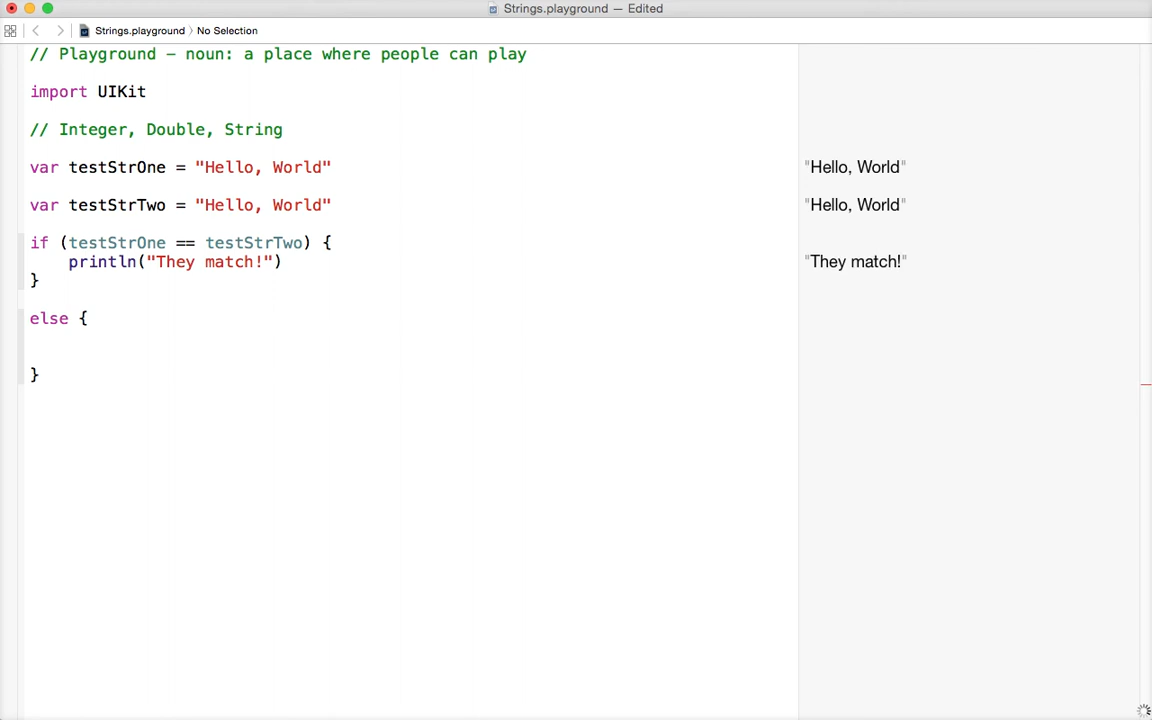 Strings.playground — Edited
Strings.playground 〉 No Selection
// Playground – noun: a place where people can play
import UIKit
// Integer, Double, String
var testStrOne = "Hello, World"
"Hello, World"
var testStrTwo = "Hello, World"
"Hello, World"
if (testStrOne == testStrTwo) {
println("They match!")
"They match!"
}
else {
}